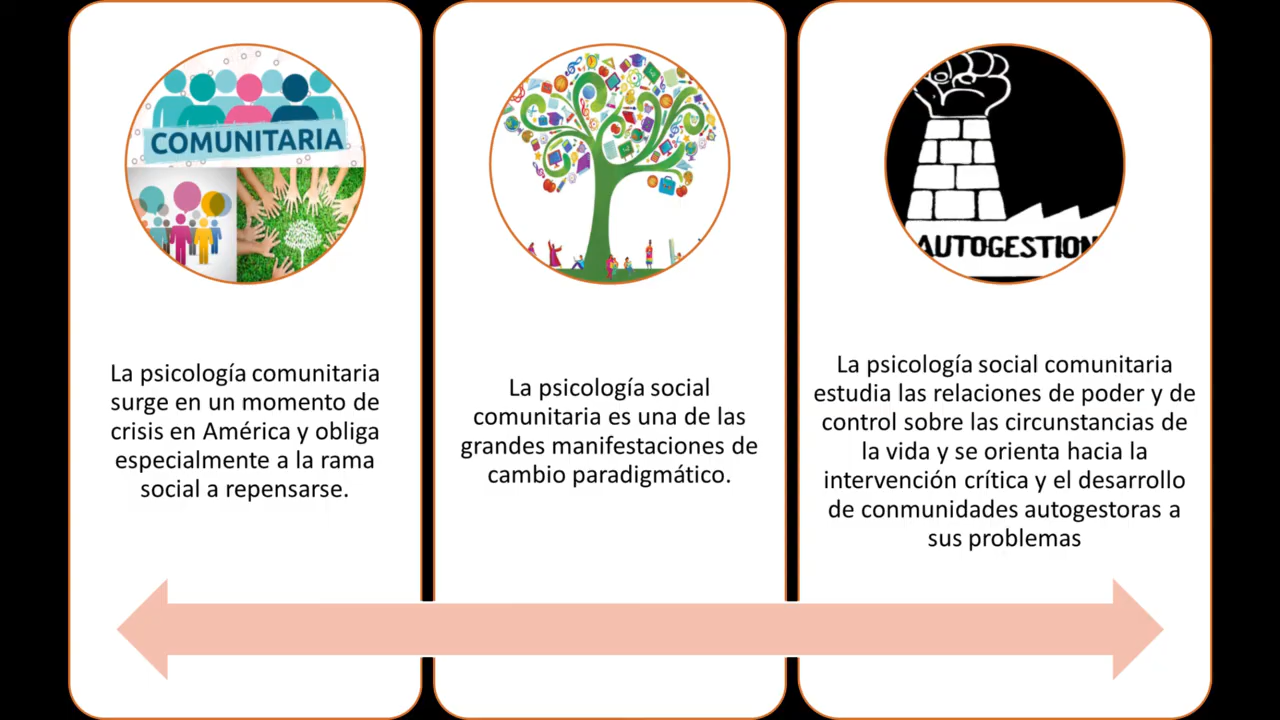 COMUNITARIA
La psicología comunitaria
surge en un momento de
crisis en América y obliga
especialmente a la rama
social a repensarse.
La psicología social
comunitaria es una de las
grandes manifestaciones de
cambio paradigmático.
AUTOGESTION
La psicología social comunitaria
estudia las relaciones de poder y de
control sobre las circunstancias de
la vida y se orienta hacia la
intervención crítica y el desarrollo
de conmunidades autogestoras a
sus problemas